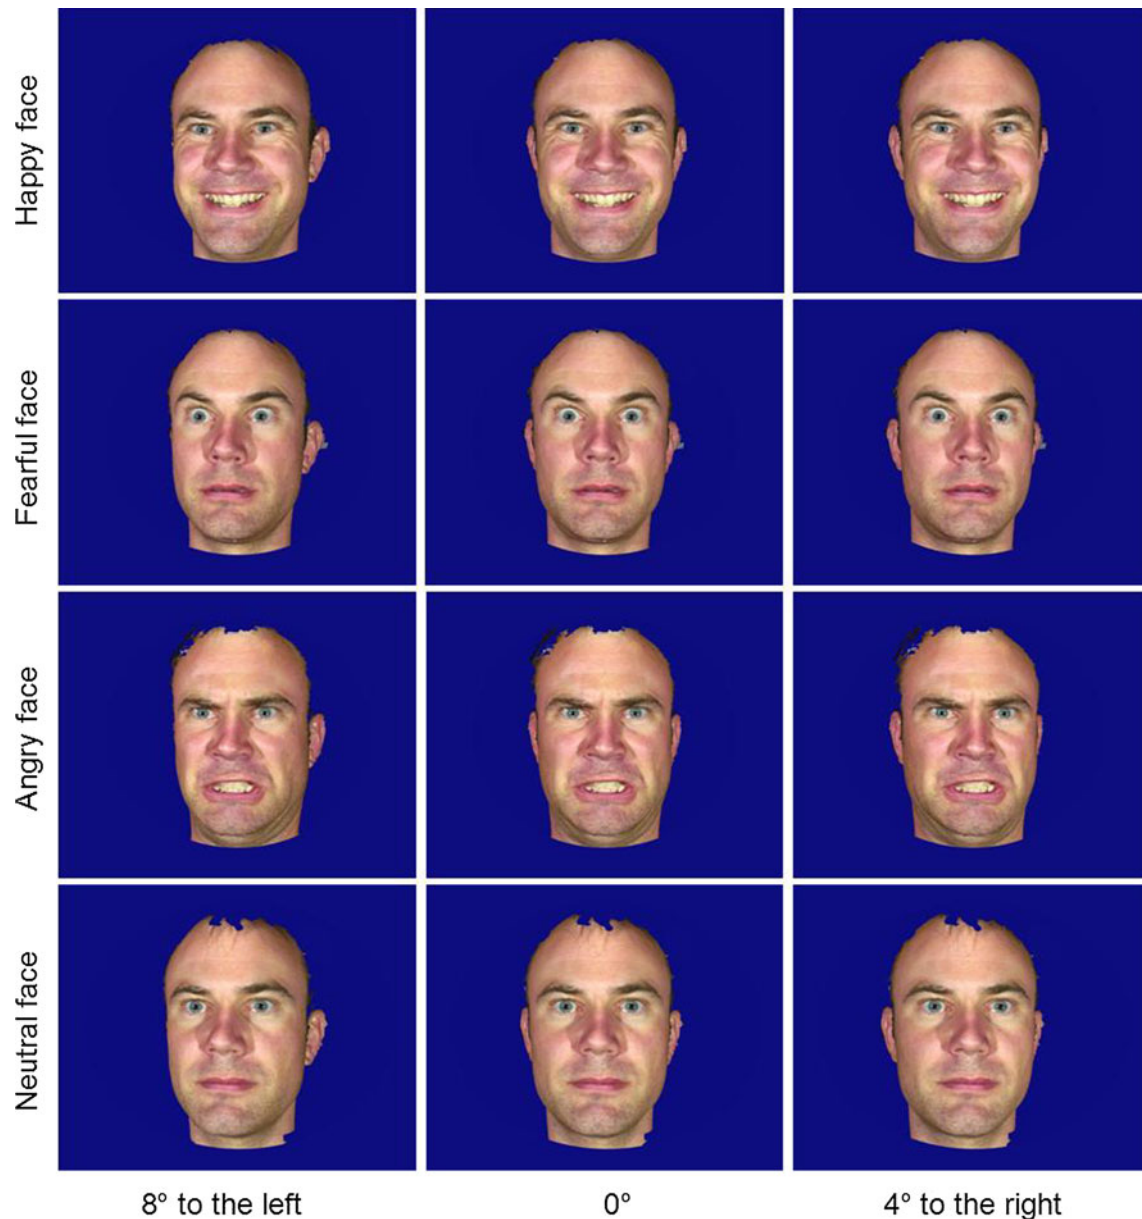 Happy face
Fearful face
Angry face
Neutral face
8° to the left
0°
4° to the right